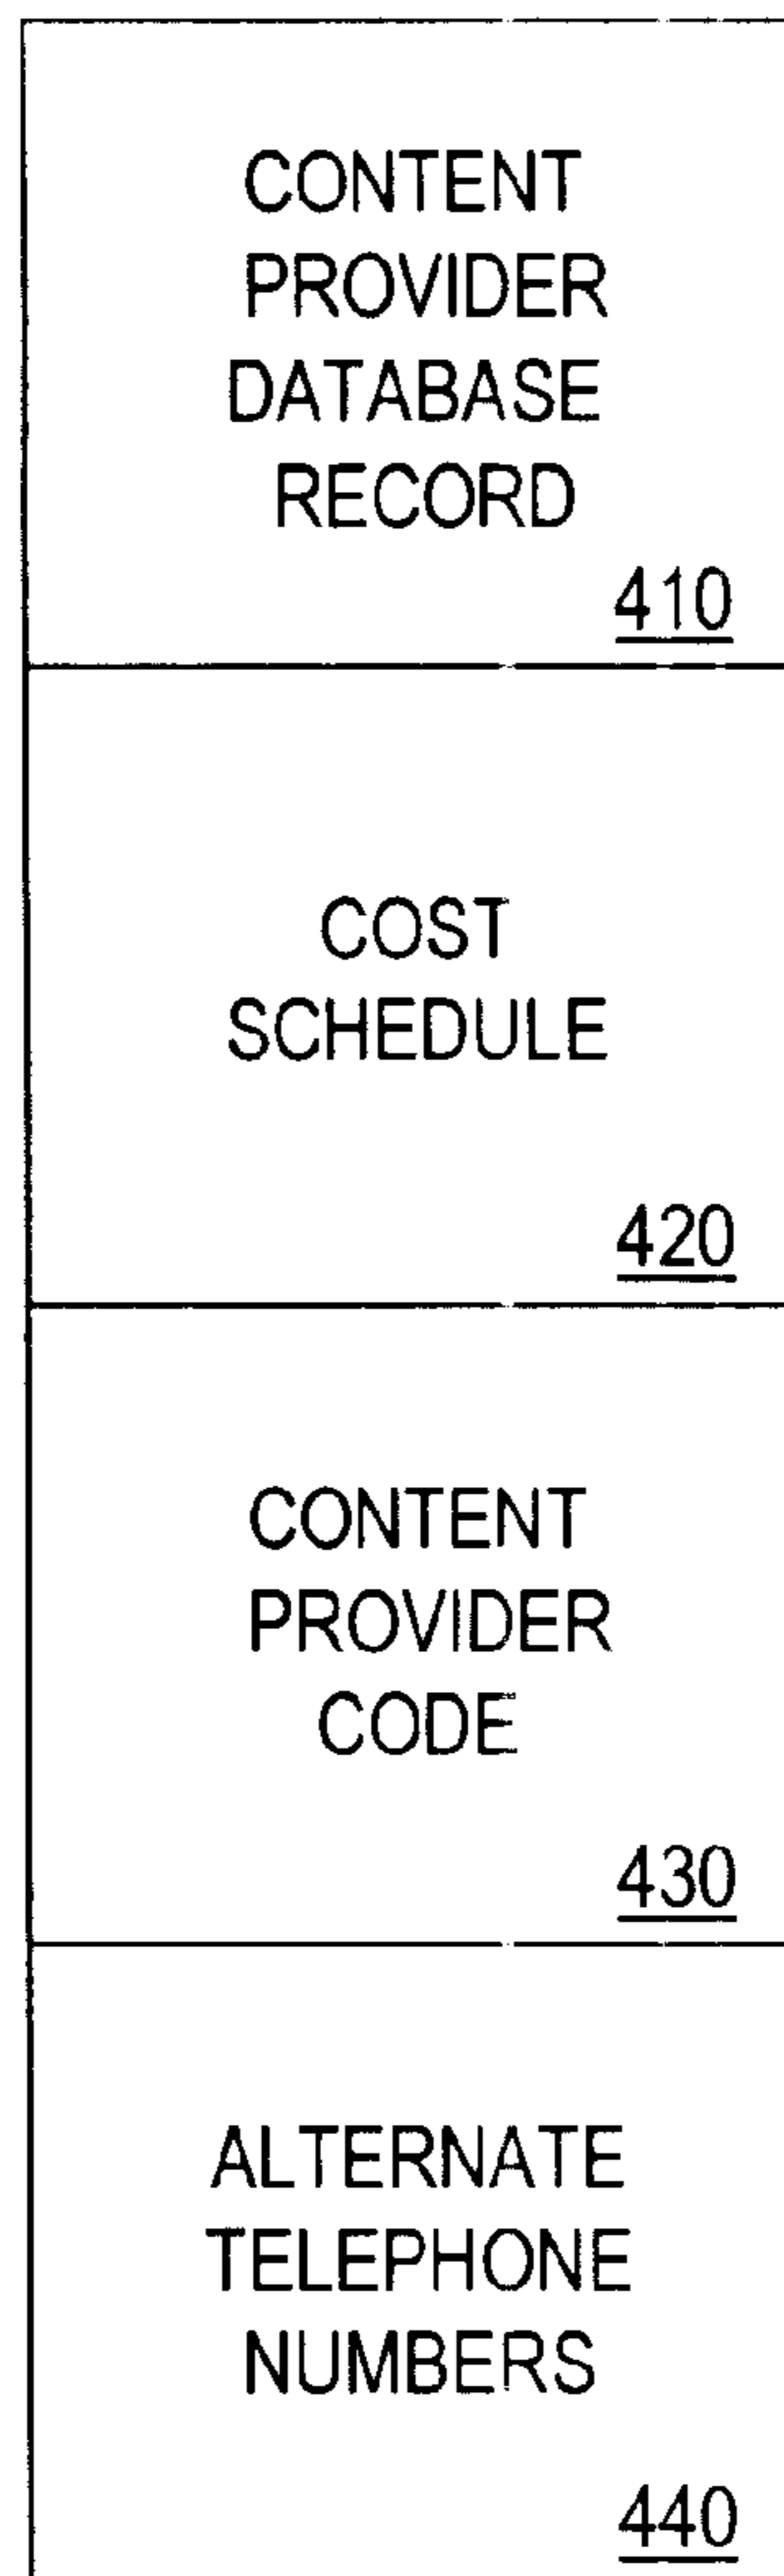 CONTENT
PROVIDER
DATABASE
RECORD
410
COST
SCHEDULE
420
CONTENT
PROVIDER
CODE
430
ALTERNATE
TELEPHONE
NUMBERS
440